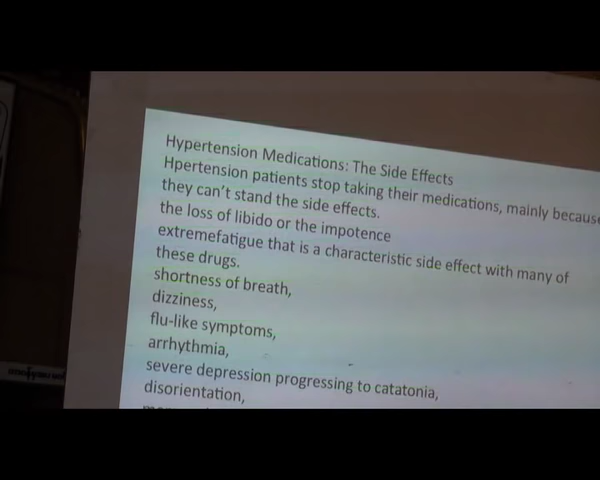 Hypertension Medications: The Side Effects
Hpertension patients stop taking their medications, mainly because
they can't stand the side effects.
the loss of libido or the impotence
extremefatigue that is a characteristic side effect with many of
these drugs.
shortness of breath,
dizziness,
flu-like symptoms,
arrhythmia,
severe depression progressing to catatonia,
disorientation,